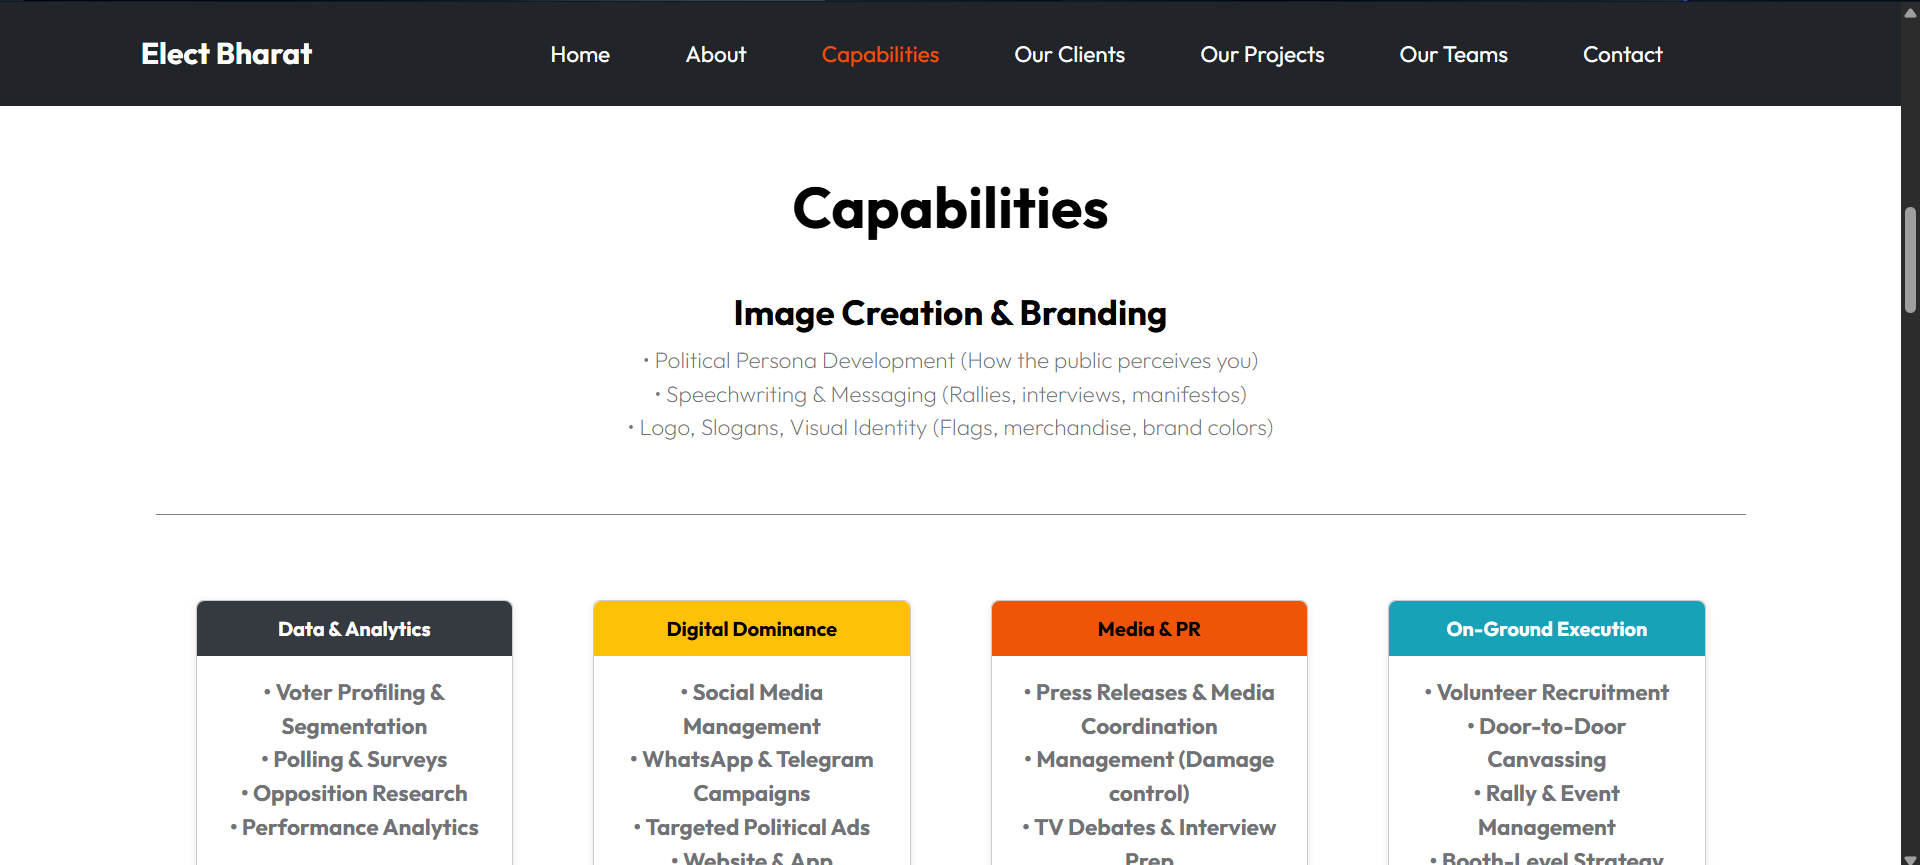 Elect Bharat
Home
About
Capabilities
Our Clients
Our Projects
Our Teams
Contact
Capabilities
Image Creation & Branding
• Political Persona Development (How the public perceives you)
• Speechwriting & Messaging (Rallies, interviews, manifestos)
• Logo, Slogans, Visual Identity (Flags, merchandise, brand colors)
Data & Analytics
• Voter Profiling &
Segmentation
• Polling & Surveys
• Opposition Research
• Performance Analytics
Digital Dominance
• Social Media
Management
• WhatsApp & Telegram
Campaigns
• Targeted Political Ads
• Website & App
Media & PR
• Press Releases & Media
Coordination
• Management (Damage
control)
• TV Debates & Interview
Prep
On-Ground Execution
• Volunteer Recruitment
• Door-to-Door
Canvassing
• Rally & Event
Management
• Booth-Level Strategy